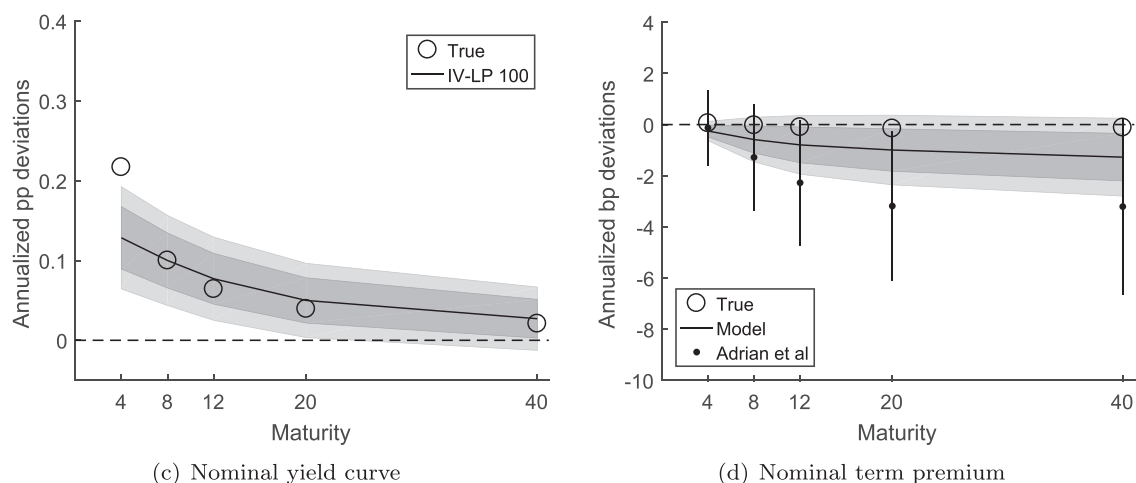 0.4
0.3
0.2
0.1
0
Annualized pp deviations
True
IV-LP 100
4 8 12 20 40
Maturity
(c) Nominal yield curve
4
2
0
-2
-4
-6
-8
-10
Annualized bp deviations
True
Model
Adrian et al
4 8 12 20 40
Maturity
(d) Nominal term premium